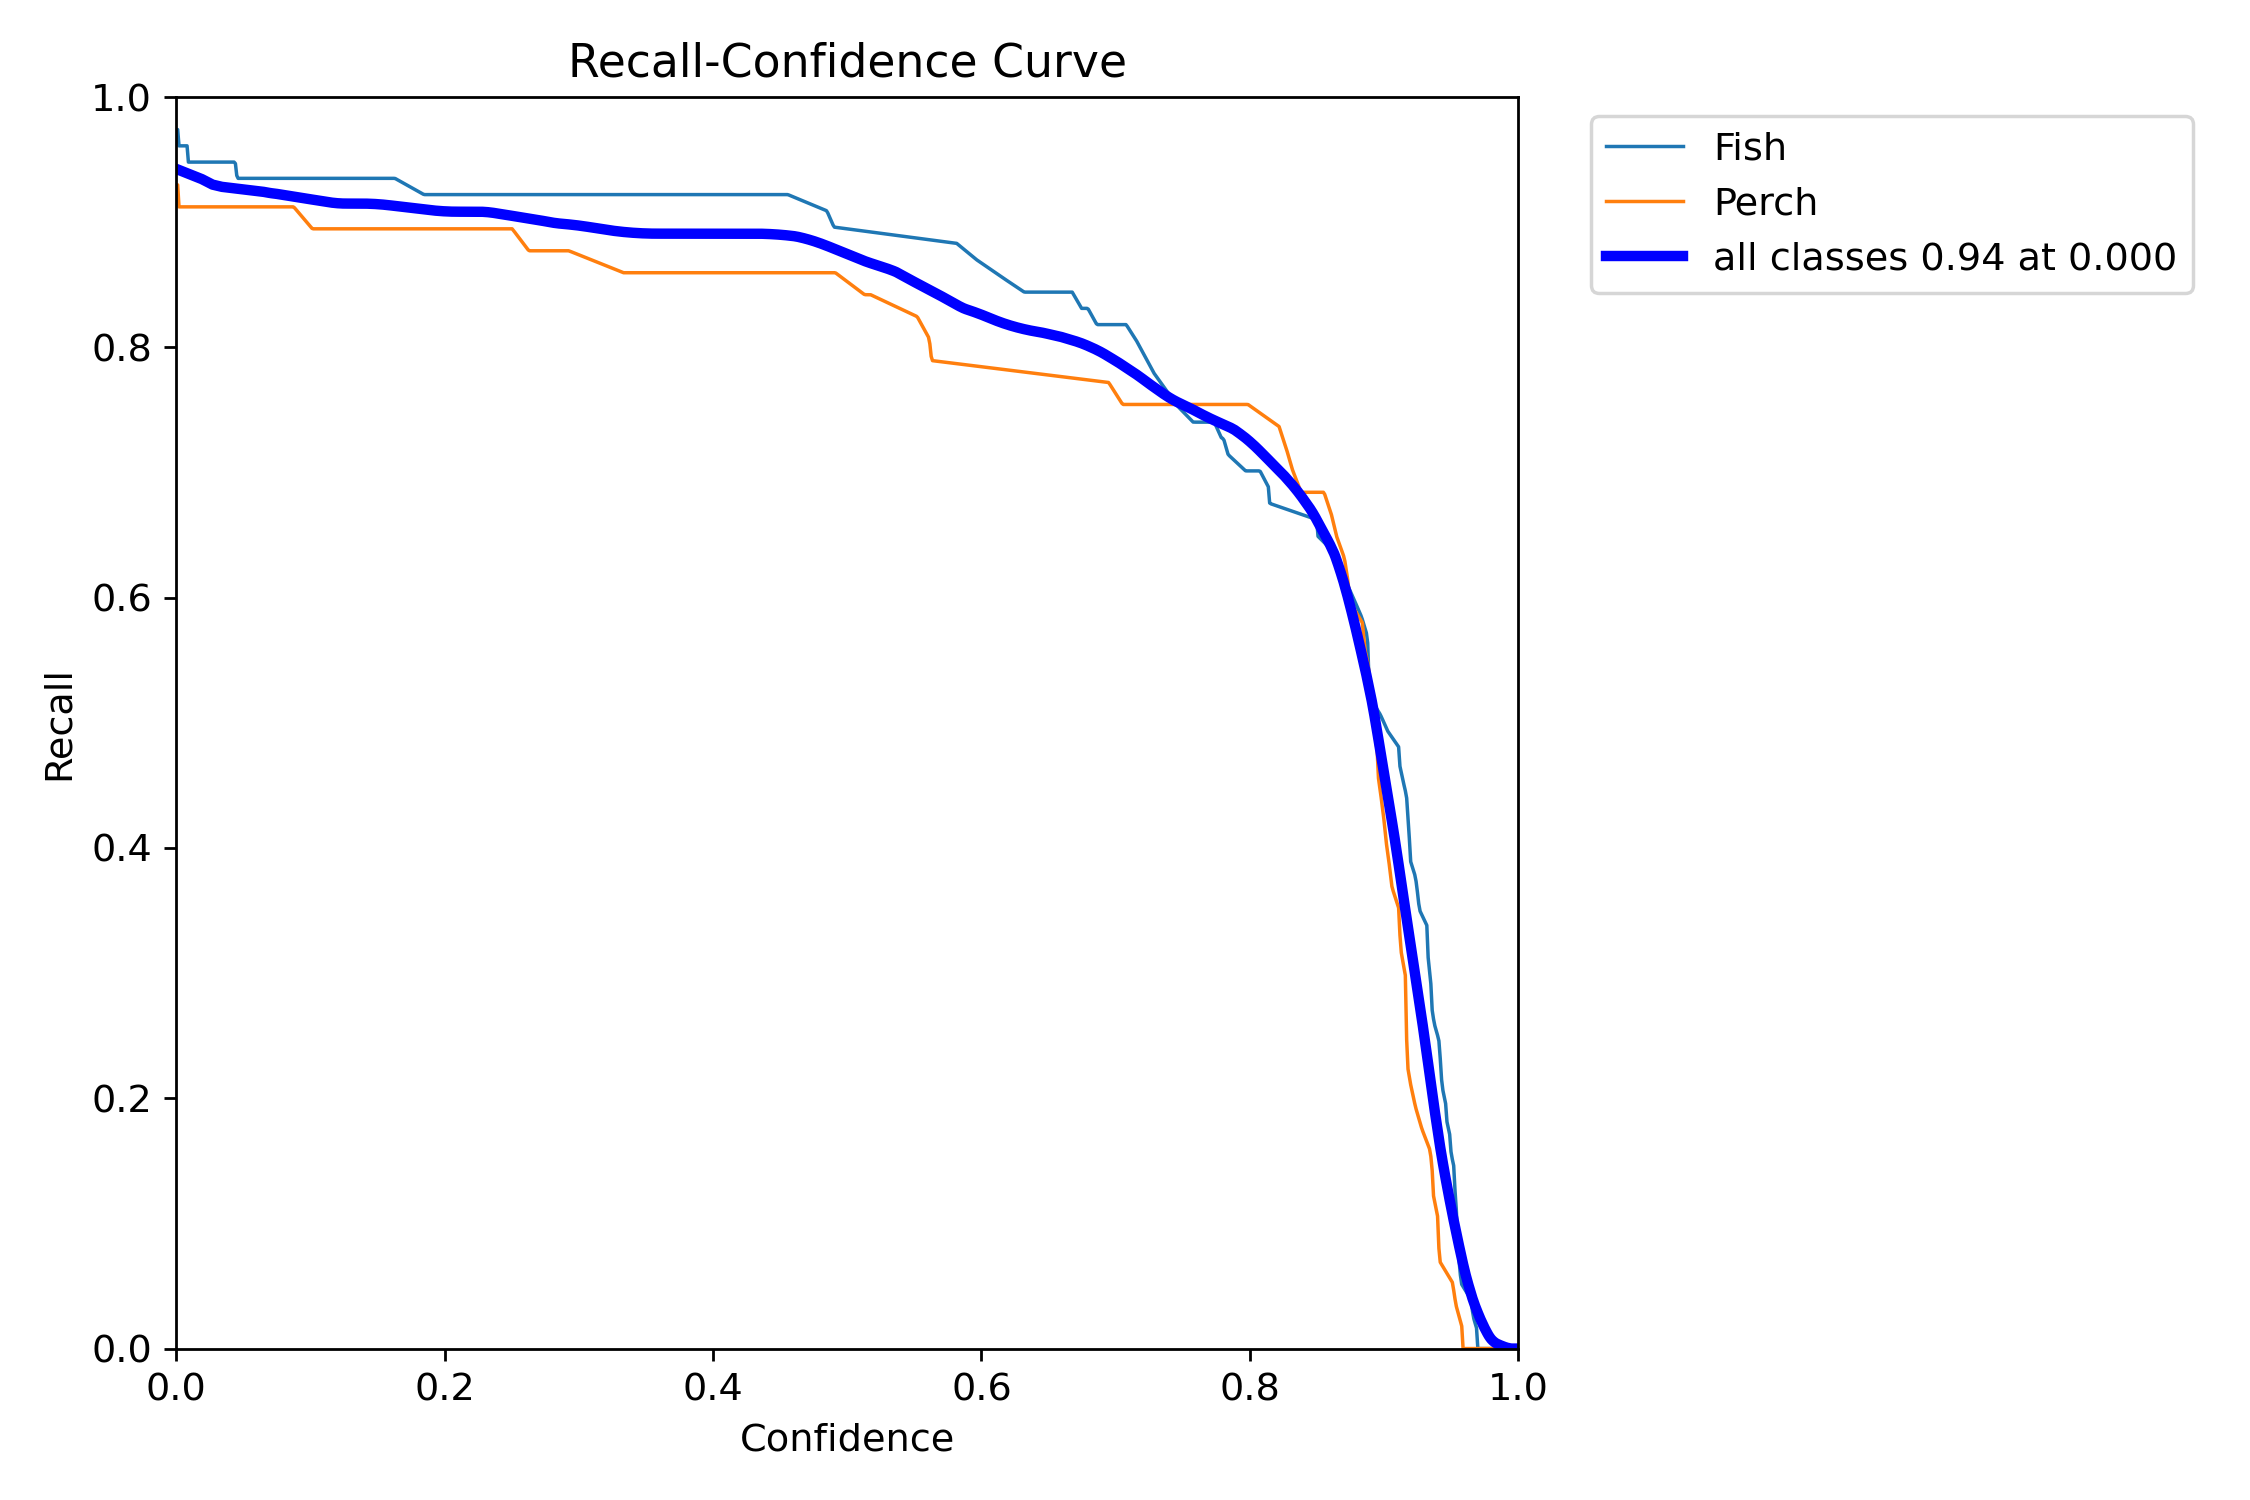 Recall-Confidence Curve
1.0
0.8
0.6
0.4
0.2
0.0
Recall
0.0 0.2 0.4 0.6 0.8 1.0
Confidence
Fish
Perch
all classes 0.94 at 0.000